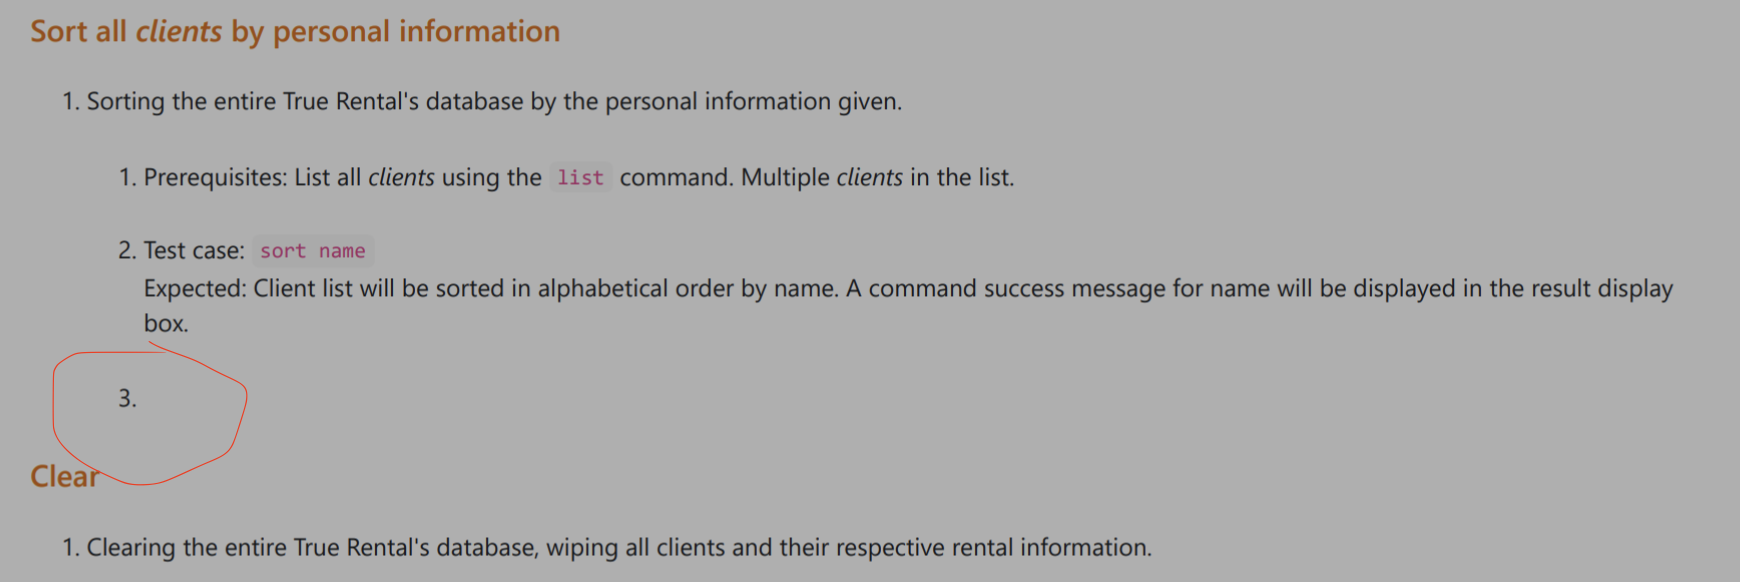 Sort all clients by personal information
1. Sorting the entire True Rental's database by the personal information given.
1. Prerequisites: List all clients using the list command. Multiple clients in the list.
2. Test case: sort name
Expected: Client list will be sorted in alphabetical order by name. A command success message for name will be displayed in the result display
box.
3.
Clear
1. Clearing the entire True Rental's database, wiping all clients and their respective rental information.